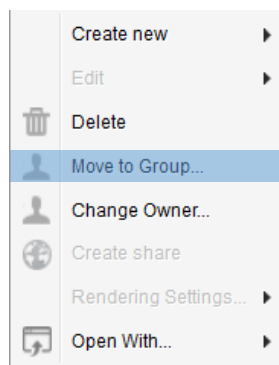 Create new
Edit
Delete
Move to Group...
Change Owner...
Create share
Rendering Settings...
Open With...